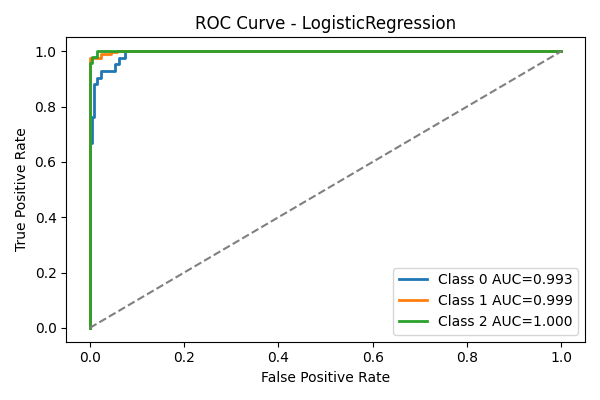 ROC Curve - LogisticRegression
True Positive Rate
1.0
0.8
0.6
0.4
0.2
0.0
Class 0 AUC=0.993
Class 1 AUC=0.999
Class 2 AUC=1.000
0.0 0.2 0.4 0.6 0.8 1.0
False Positive Rate